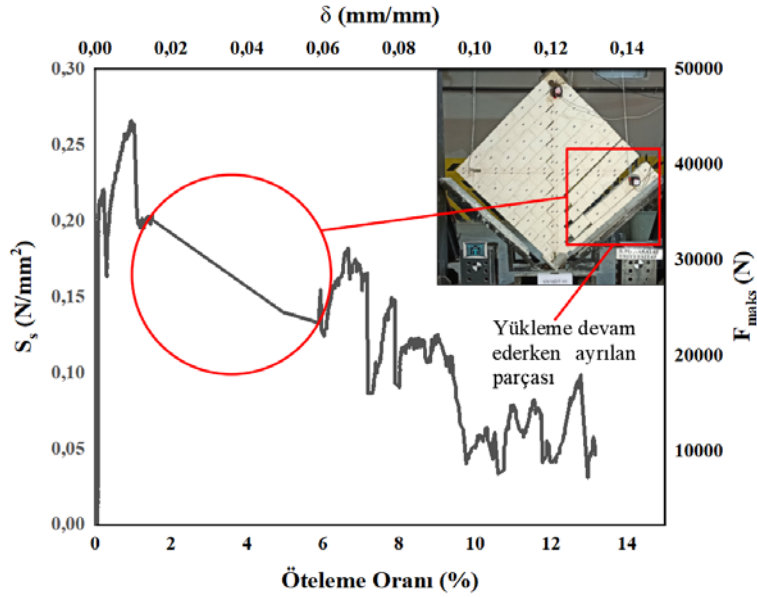 δ (mm/mm)
0,00 0,02 0,04 0,06 0,08 0,10 0,12 0,14
0,30 50000
0,25 40000
0,20
30000
0,15
20000
0,10
0,05 10000
0,00
S_s (N/mm²)
F_maks (N)
Yükleme devam
ederken ayrılan
parçası
0 2 4 6 8 10 12 14
Öteleme Oranı (%)